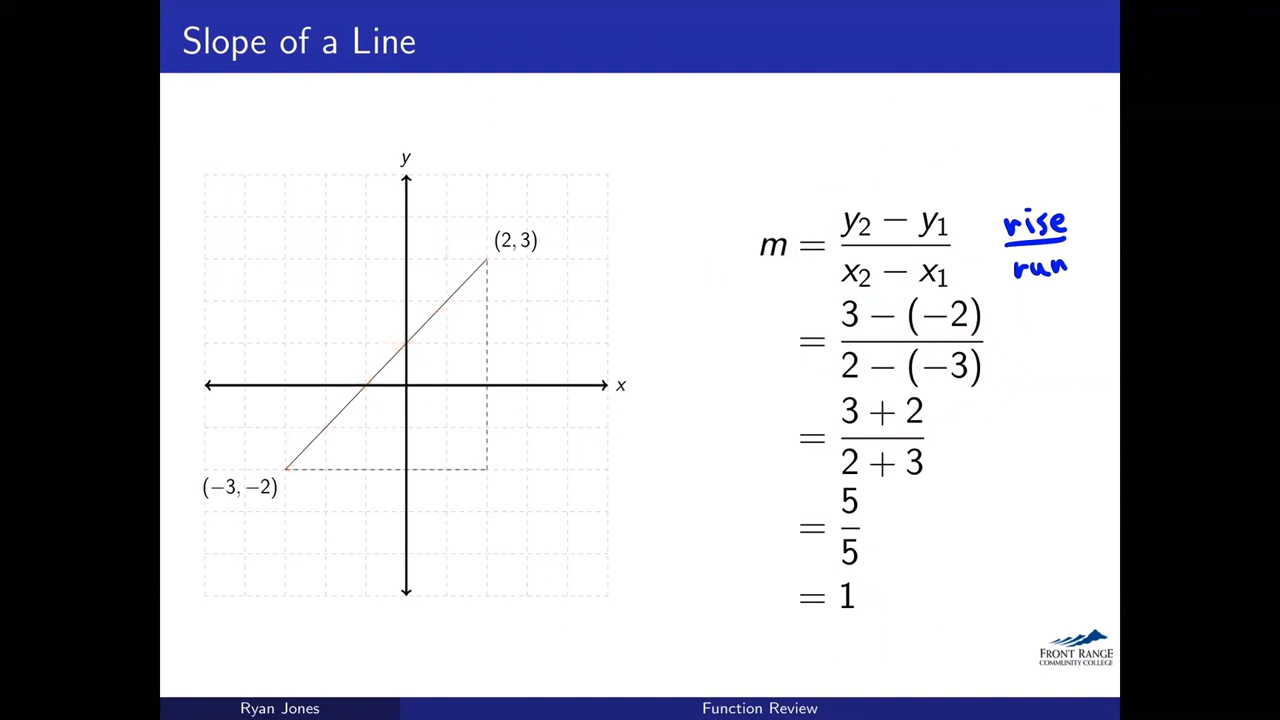 Slope of a Line
y
(2, 3)
x
(−3, −2)
m = (y₂ − y₁)/(x₂ − x₁) rise/run
= (3 − (−2))/(2 − (−3))
= (3 + 2)/(2 + 3)
= 5/5
= 1
FRONT RANGE
COMMUNITY COLLEGE
Ryan Jones Function Review